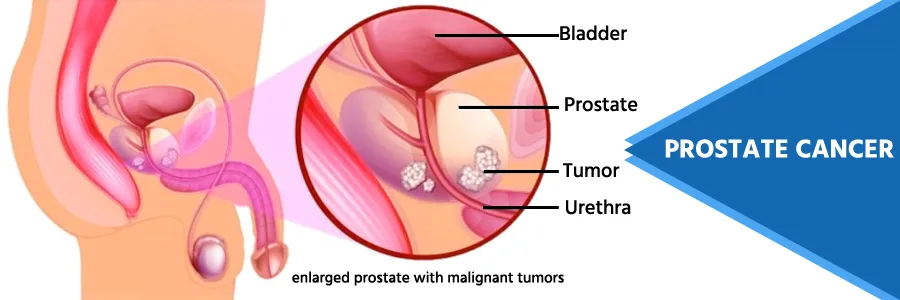 Bladder
Prostate
Tumor
Urethra
enlarged prostate with malignant tumors
PROSTATE CANCER